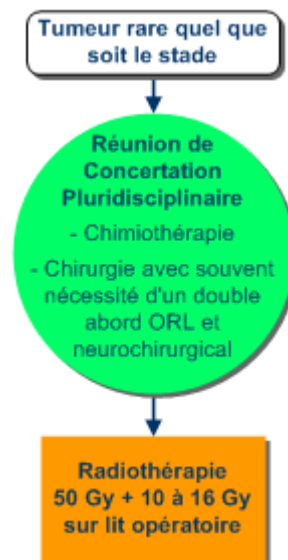 Tumeur rare quel que
soit le stade
Réunion de
Concertation
Pluridisciplinaire
- Chimiothérapie
- Chirurgie avec souvent
nécessité d'un double
abord ORL et
neurochirurgical
Radiothérapie
50 Gy + 10 à 16 Gy
sur lit opératoire